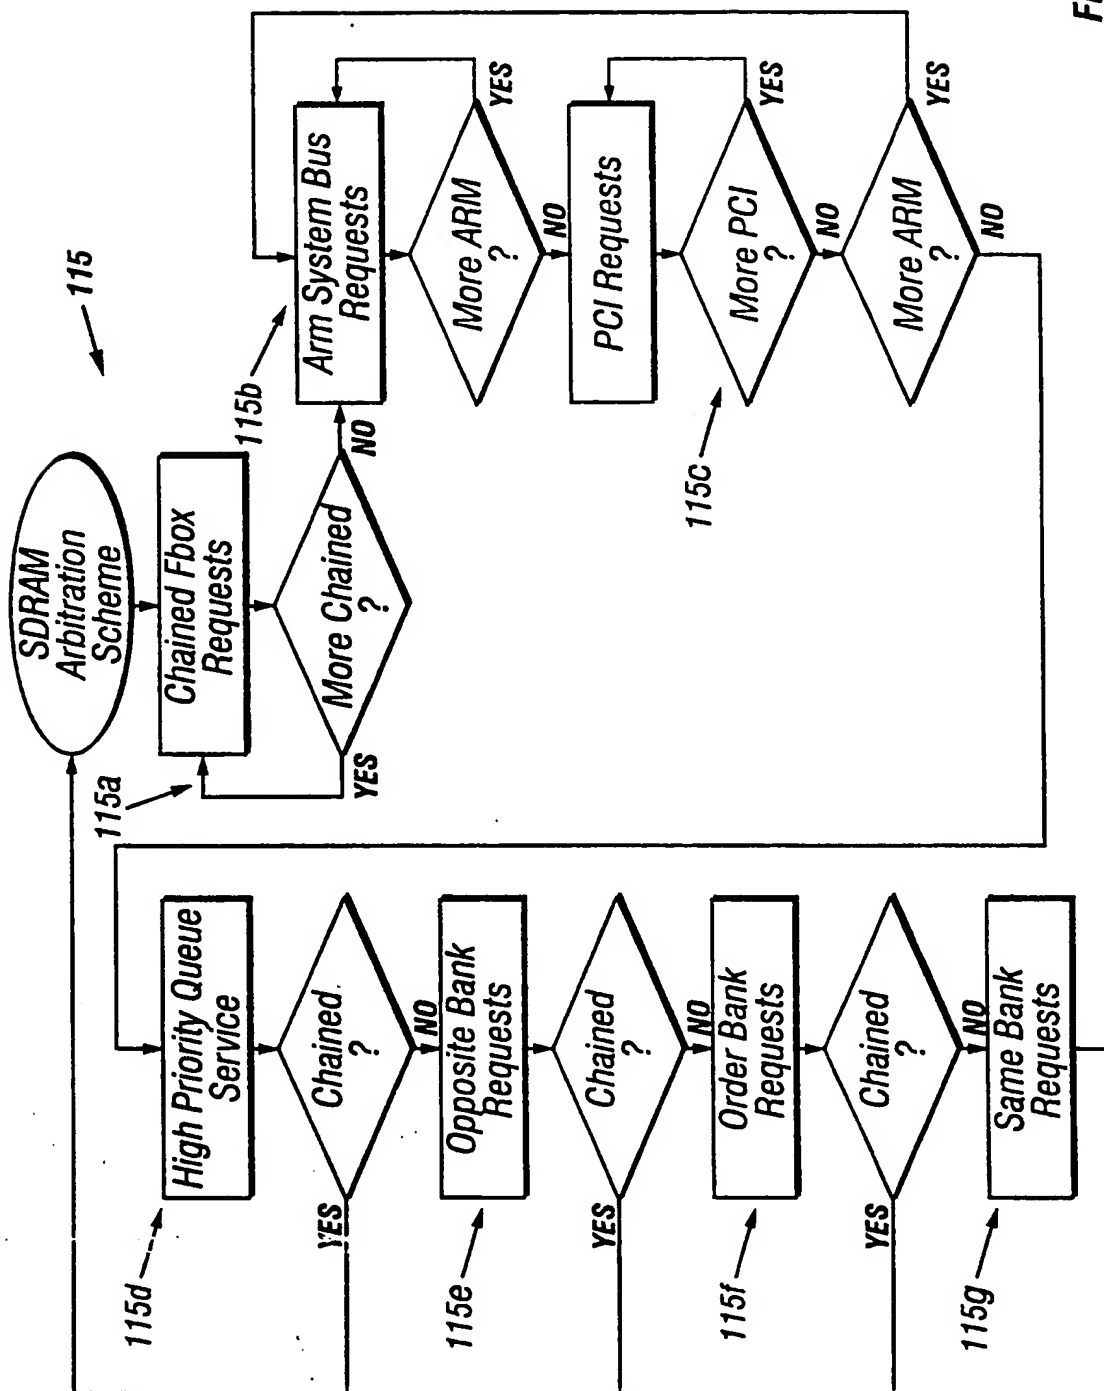 115
SDRAM
Arbitration
Scheme
115a
Chained Fbox
Requests
More Chained
?
YES
NO
115b
Arm System Bus
Requests
More ARM
?
YES
NO
PCI Requests
115c
More PCI
?
YES
NO
More ARM
?
YES
NO
115d
High Priority Queue
Service
Chained
?
YES
NO
115e
Opposite Bank
Requests
Chained
?
YES
NO
115f
Order Bank
Requests
Chained
?
YES
NO
115g
Same Bank
Requests